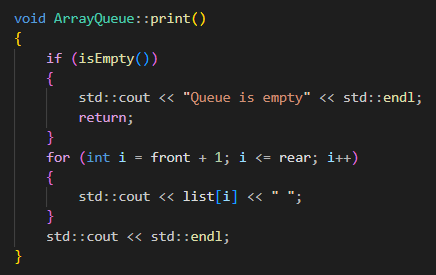 void ArrayQueue::print()
{
    if (isEmpty())
    {
        std::cout << "Queue is empty" << std::endl;
        return;
    }
    for (int i = front + 1; i <= rear; i++)
    {
        std::cout << list[i] << " ";
    }
    std::cout << std::endl;
}